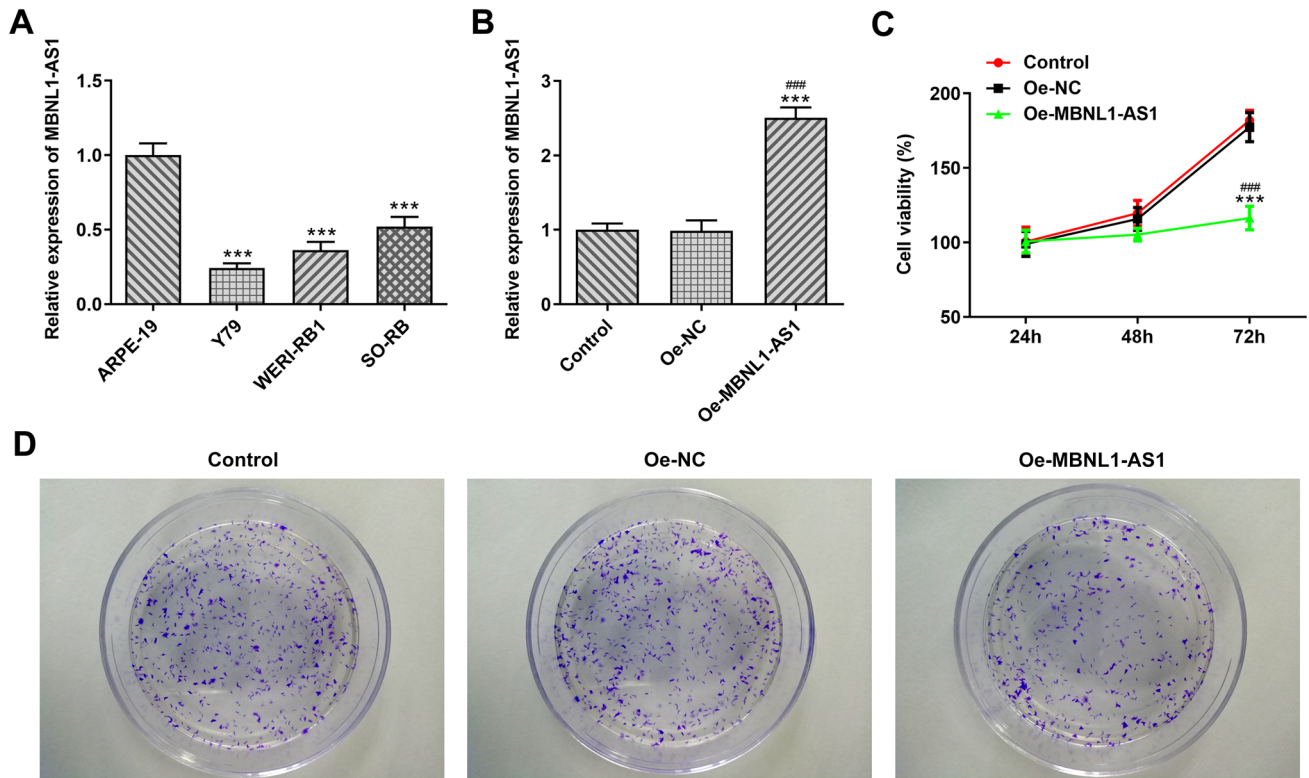 A
Relative expression of MBNL1-AS1
1.5
1.0
0.5
0.0
***
***
***
ARPE-19
Y79
WERI-RB1
SO-RB
B
Relative expression of MBNL1-AS1
3
2
1
0
###
***
Control
Oe-NC
Oe-MBNL1-AS1
C
Control
Oe-NC
Oe-MBNL1-AS1
Cell viability (%)
200
150
100
50
###
***
24h
48h
72h
D
Control
Oe-NC
Oe-MBNL1-AS1